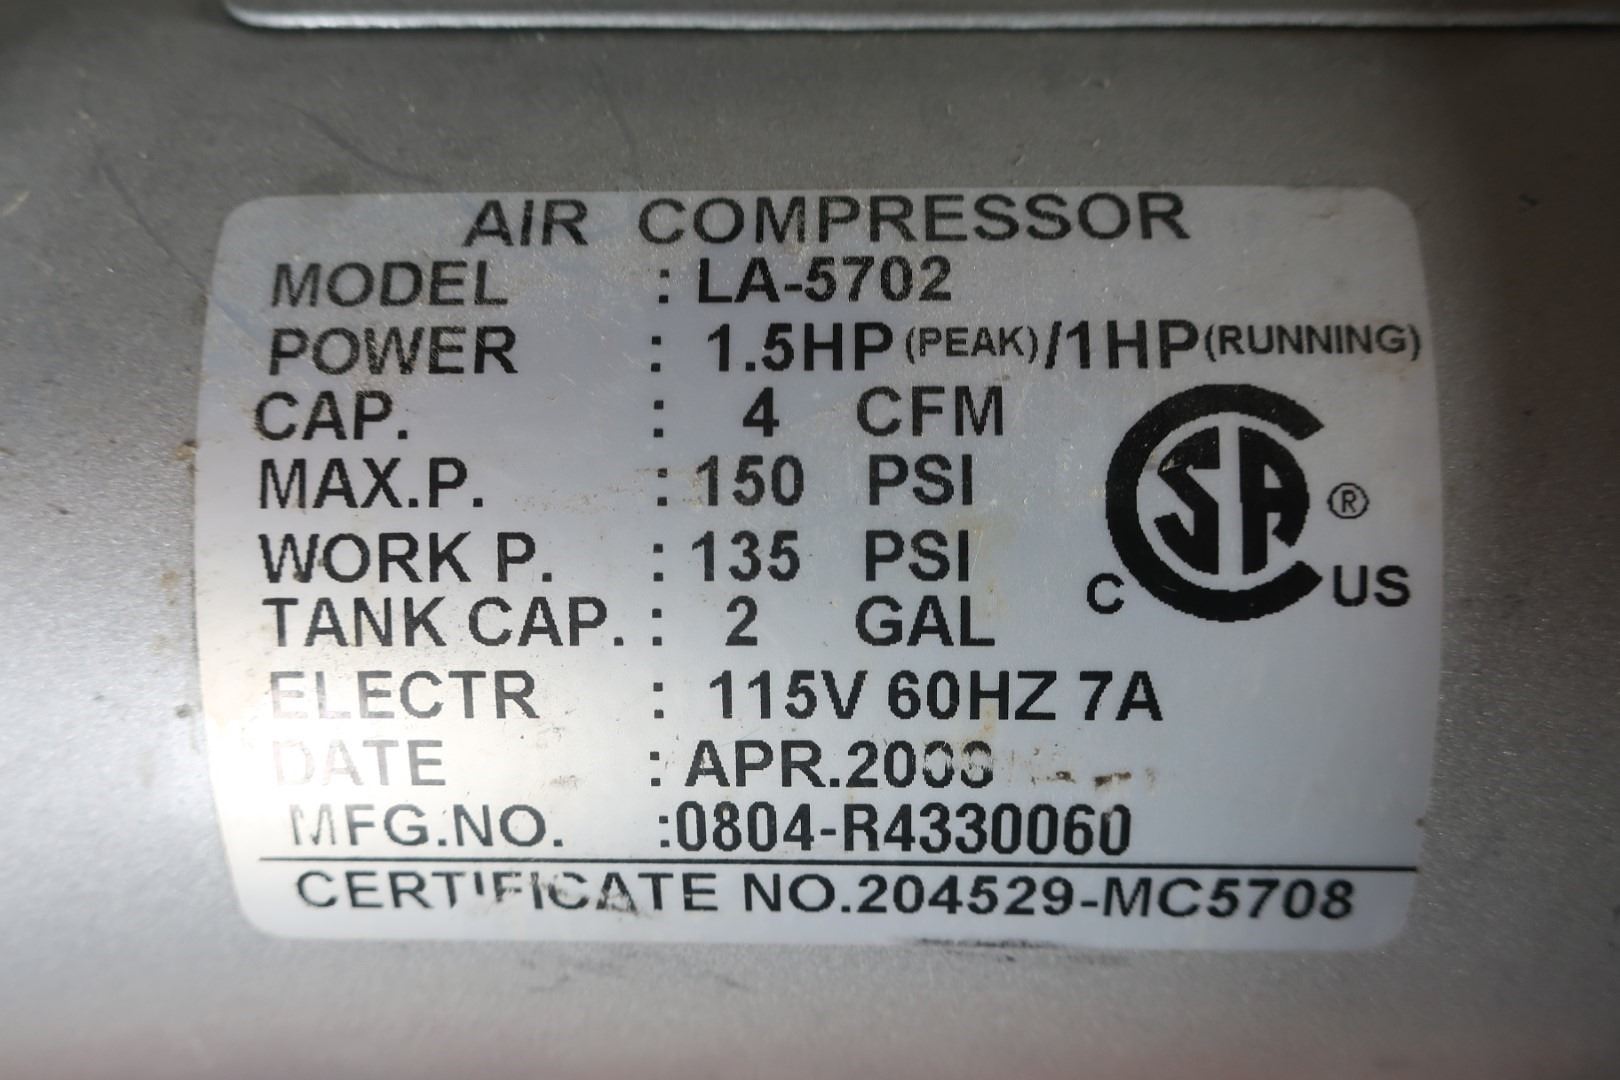 AIR COMPRESSOR
MODEL : LA-5702
POWER : 1.5HP(PEAK)/1HP(RUNNING)
CAP. : 4 CFM
MAX.P. : 150 PSI
WORK P. : 135 PSI
TANK CAP. : 2 GAL
ELECTR : 115V 60HZ 7A
DATE : APR.2008
MFG.NO. :0804-R4330060
CERTIFICATE NO.204529-MC5708
C CSA ® US